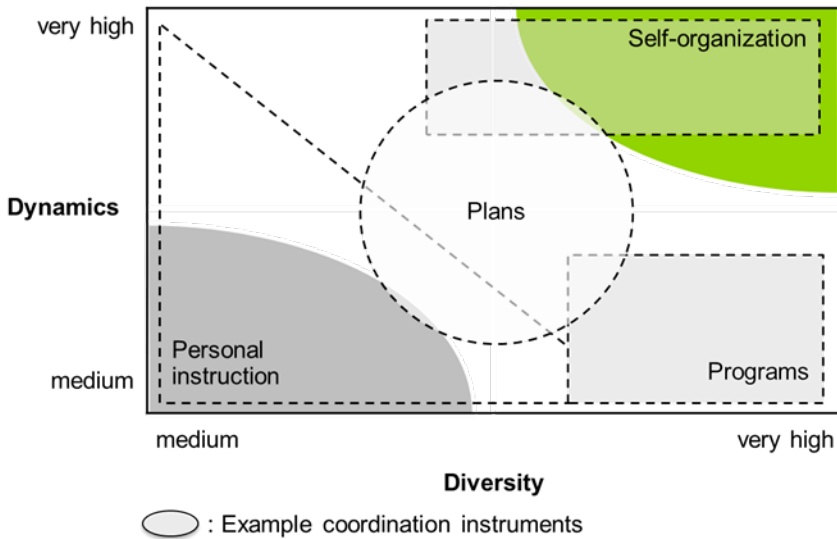 very high
Self-organization
Dynamics
Plans
Personal
instruction
Programs
medium
medium
very high
Diversity
: Example coordination instruments